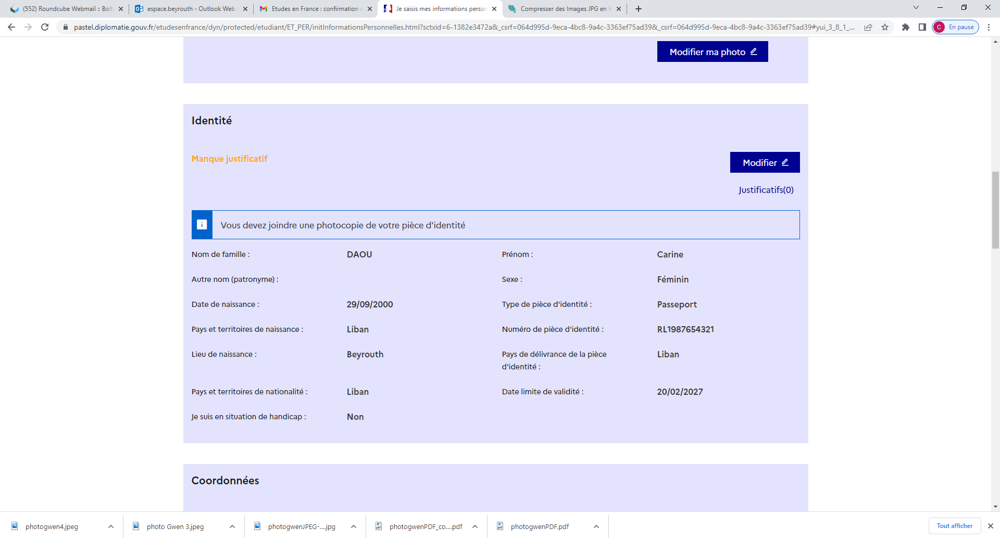 (552) Roundcube Webmail :: Boît
espace.beyrouth - Outlook Web
Etudes en France : confirmation
Je saisis mes informations person
Compresser des Images JPG en li
pastel.diplomatie.gouv.fr/etudesenfrance/dyn/protected/etudiant/ET_PER/initInformationsPersonnelles.html?sctxid=6-1382e3472a&_csrf=064d995d-9eca-4bc8-9a4c-3363ef75ad39&_csrf=064d995d-9eca-4bc8-9a4c-3363ef75ad39#yui_3_8_1_...
C En pause
Modifier ma photo
Identité
Manque justificatif
Modifier
Justificatifs(0)
Vous devez joindre une photocopie de votre pièce d'identité
Nom de famille : DAOU Prénom : Carine
Autre nom (patronyme) : Sexe : Féminin
Date de naissance : 29/09/2000 Type de pièce d'identité : Passeport
Pays et territoires de naissance : Liban Numéro de pièce d'identité : RL1987654321
Lieu de naissance : Beyrouth Pays de délivrance de la pièce Liban
d'identité :
Pays et territoires de nationalité : Liban Date limite de validité : 20/02/2027
Je suis en situation de handicap : Non
Coordonnées
photogwen4.jpeg
photo Gwen 3.jpeg
photogwenJPEG-....jpg
photogwenPDF_co....pdf
photogwenPDF.pdf
Tout afficher